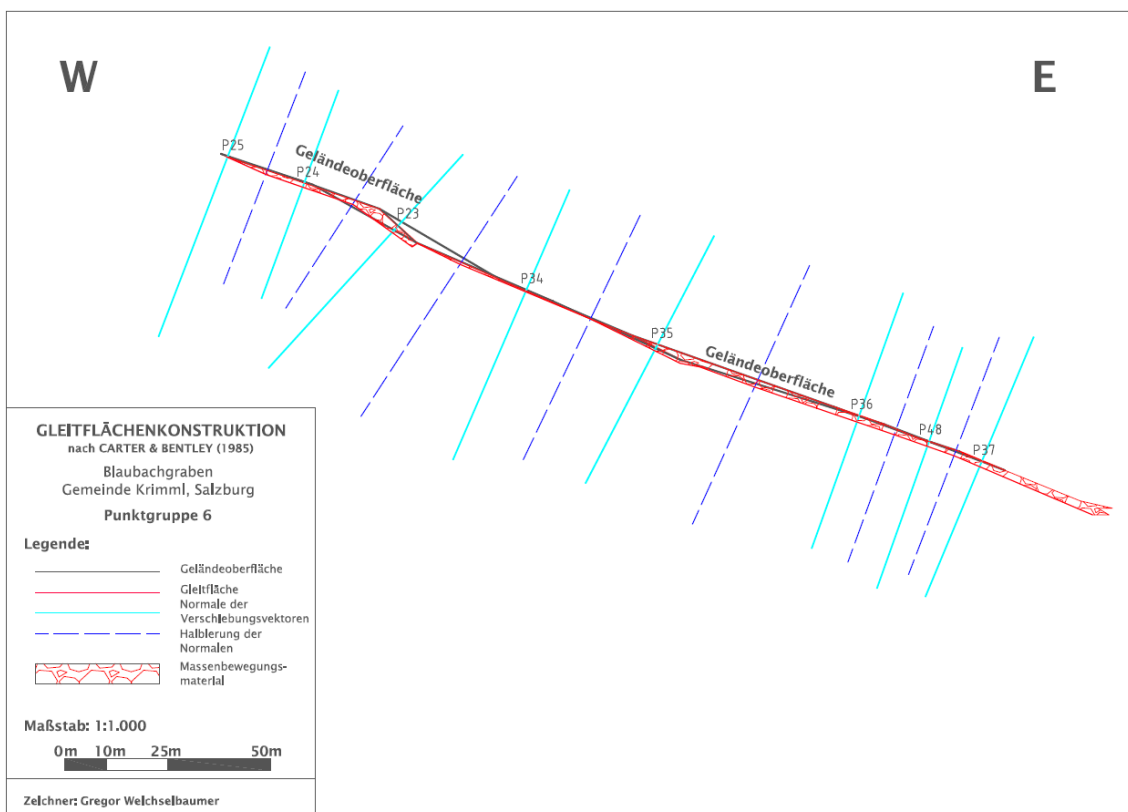 W
E
P25
P24
Geländeoberfläche
P23
P34
P35
Geländeoberfläche
P36
P48
P37
GLEITFLÄCHENKONSTRUKTION
nach CARTER & BENTLEY (1985)
Blaubachgraben
Gemeinde Krimml, Salzburg
Punktgruppe 6
Legende:
Geländeoberfläche
Gleitfläche
Normale der
Verschiebungsvektoren
Halbierung der
Normalen
Massenbewegungs-
material
Maßstab: 1:1.000
0m 10m 25m 50m
Zeichner: Gregor Weichselbaumer